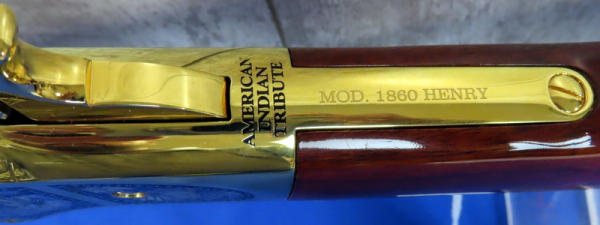 AMERICAN
INDIAN
TRIBUTE
MOD. 1860 HENRY